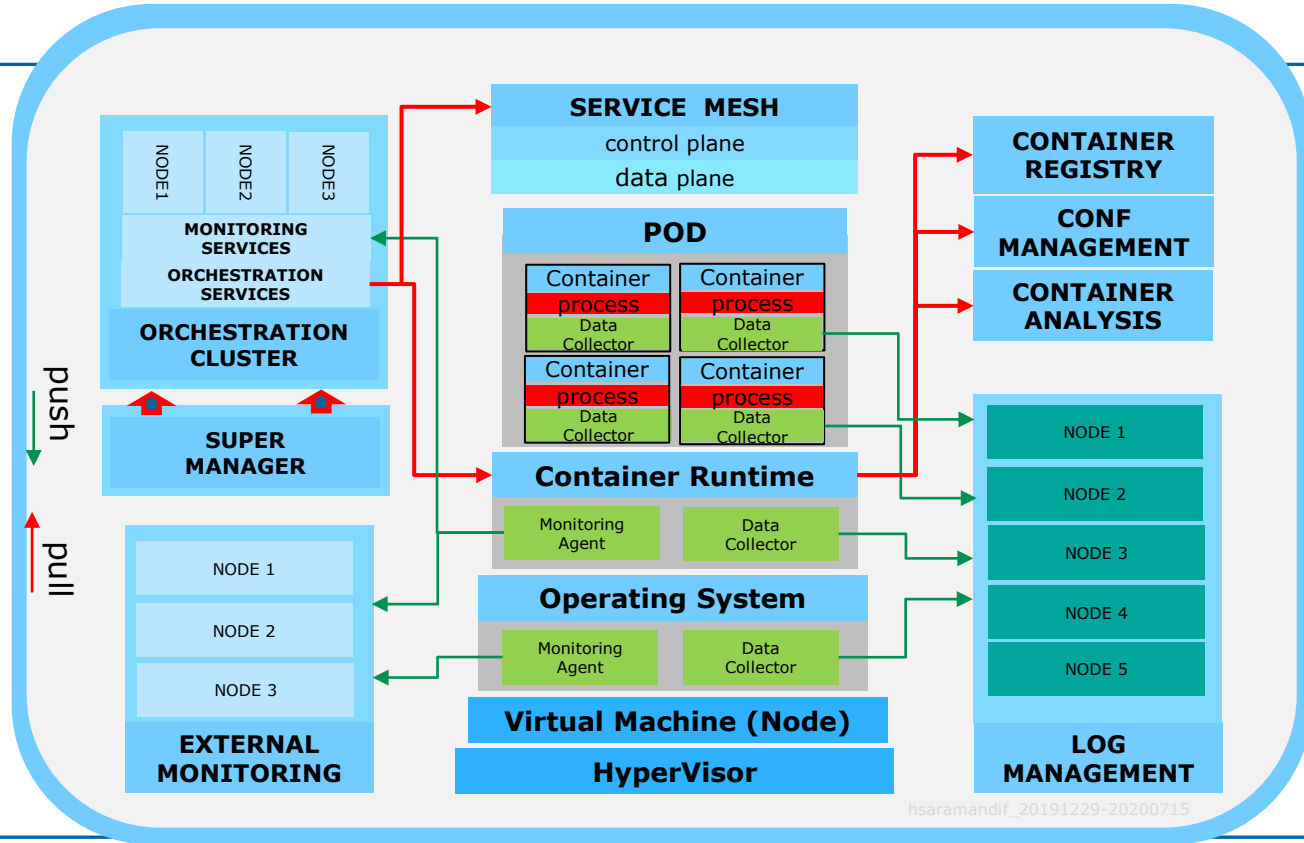 SERVICE MESH
control plane
data plane
NODE1
NODE2
NODE3
MONITORING
SERVICES
ORCHESTRATION
SERVICES
ORCHESTRATION
CLUSTER
SUPER
MANAGER
push
pull
NODE 1
NODE 2
NODE 3
EXTERNAL
MONITORING
POD
Container
process
Data
Collector
Container
process
Data
Collector
Container
process
Data
Collector
Container
process
Data
Collector
Container Runtime
Monitoring
Agent
Data
Collector
Operating System
Monitoring
Agent
Data
Collector
Virtual Machine (Node)
HyperVisor
CONTAINER
REGISTRY
CONF
MANAGEMENT
CONTAINER
ANALYSIS
NODE 1
NODE 2
NODE 3
NODE 4
NODE 5
LOG
MANAGEMENT
hsaramandif_20191229-20200715